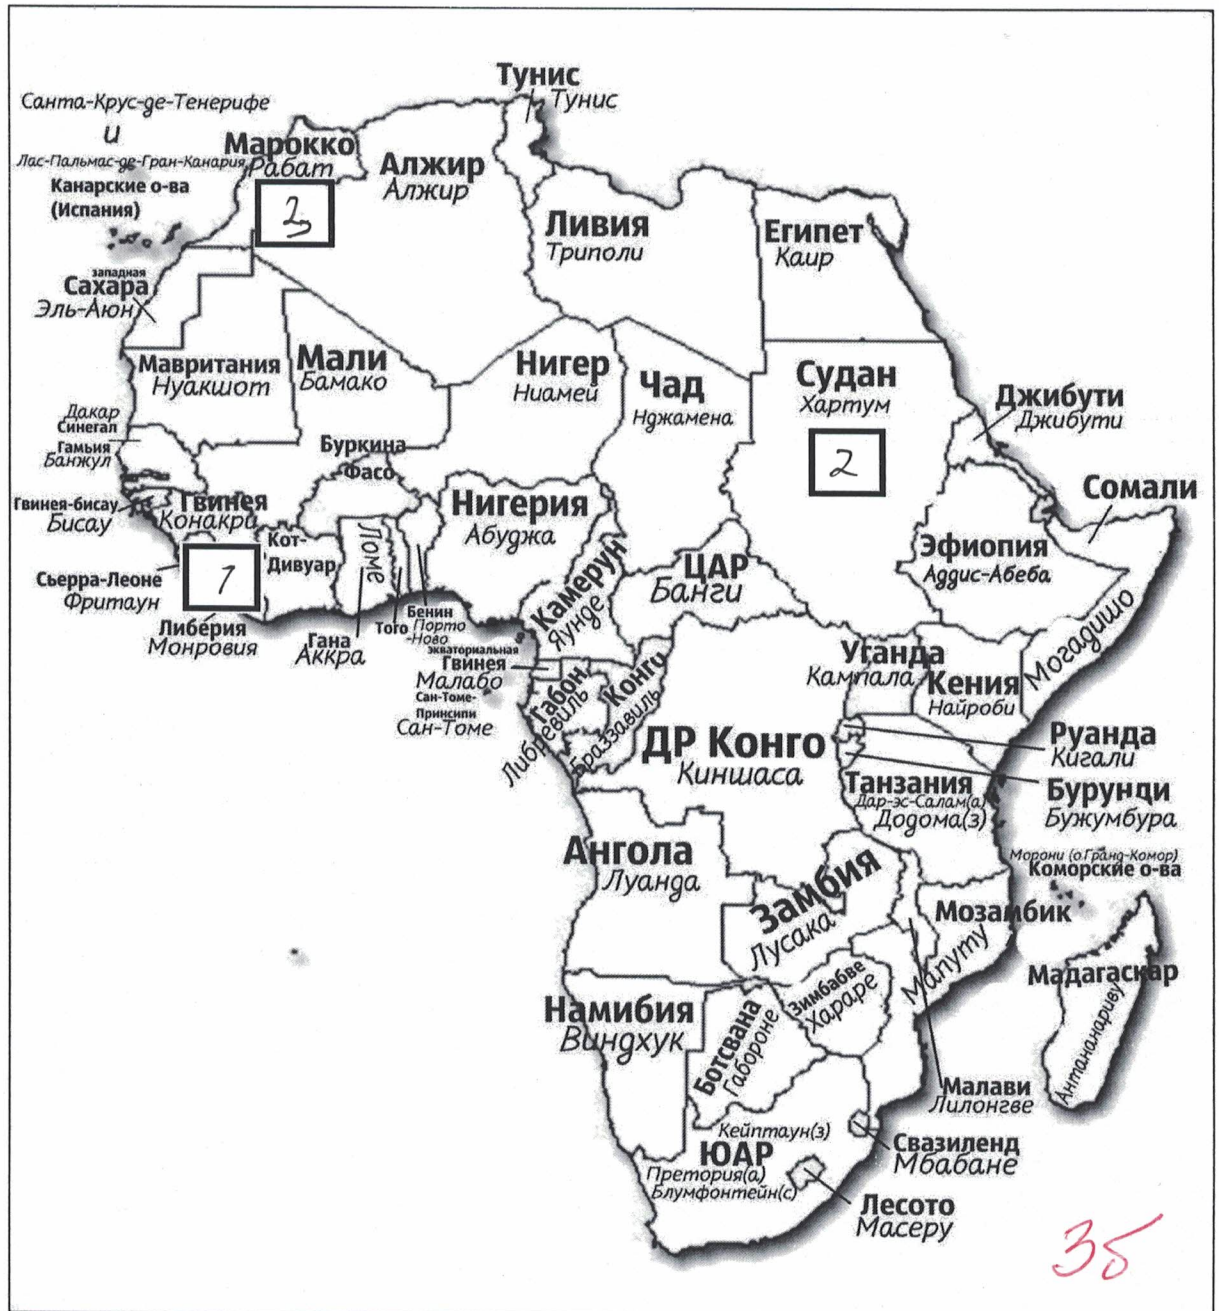 Тунис
Тунис
Санта-Крус-де-Тенерифе
и
Лас-Пальмас-де-Гран-Канария
Канарские о-ва
(Испания)
Марокко
Рабат
3
Алжир
Алжир
Ливия
Триполи
Египет
Каир
западная
Сахара
Эль-Аюн
Мавритания
Нуакшот
Мали
Бамако
Нигер
Ниамей
Чад
Нджамена
Судан
Хартум
2
Джибути
Джибути
Дакар
Синегал
Гамьия
Банжул
Буркина
Фасо
Гвинея-бисау
Бисау
Гвинея
Конакри
Нигерия
Абуджа
Сомали
Могадишо
Эфиопия
Аддис-Абеба
Кот-
Дивуар
Ломе
1
Сьерра-Леоне
Фритаун
Либерия
Монровия
Гана
Аккра
Того
Бенин
Порто
-Ново
Камерун
Яунде
ЦАР
Банги
экваториальная
Гвинея
Малабо
Сан-Томе-
Принсипи
Сан-Томе
Габон
Либревиль
Конго
Браззавиль
Уганда
Кампала
Кения
Найроби
ДР Конго
Киншаса
Руанда
Кигали
Танзания
Дар-эс-Салам(а)
Додома(з)
Бурунди
Бужумбура
Морони (о.Гранд-Комор)
Коморские о-ва
Ангола
Луанда
Замбия
Лусака
Мозамбик
Мапуту
Мадагаскар
Антананариву
Намибия
Виндхук
Ботсвана
Габороне
Зимбабве
Хараре
Малави
Лилонгве
Кейптаун(з)
ЮАР
Претория(а)
Блумфонтейн(с)
Свазиленд
Мбабане
Лесото
Масеру
3б